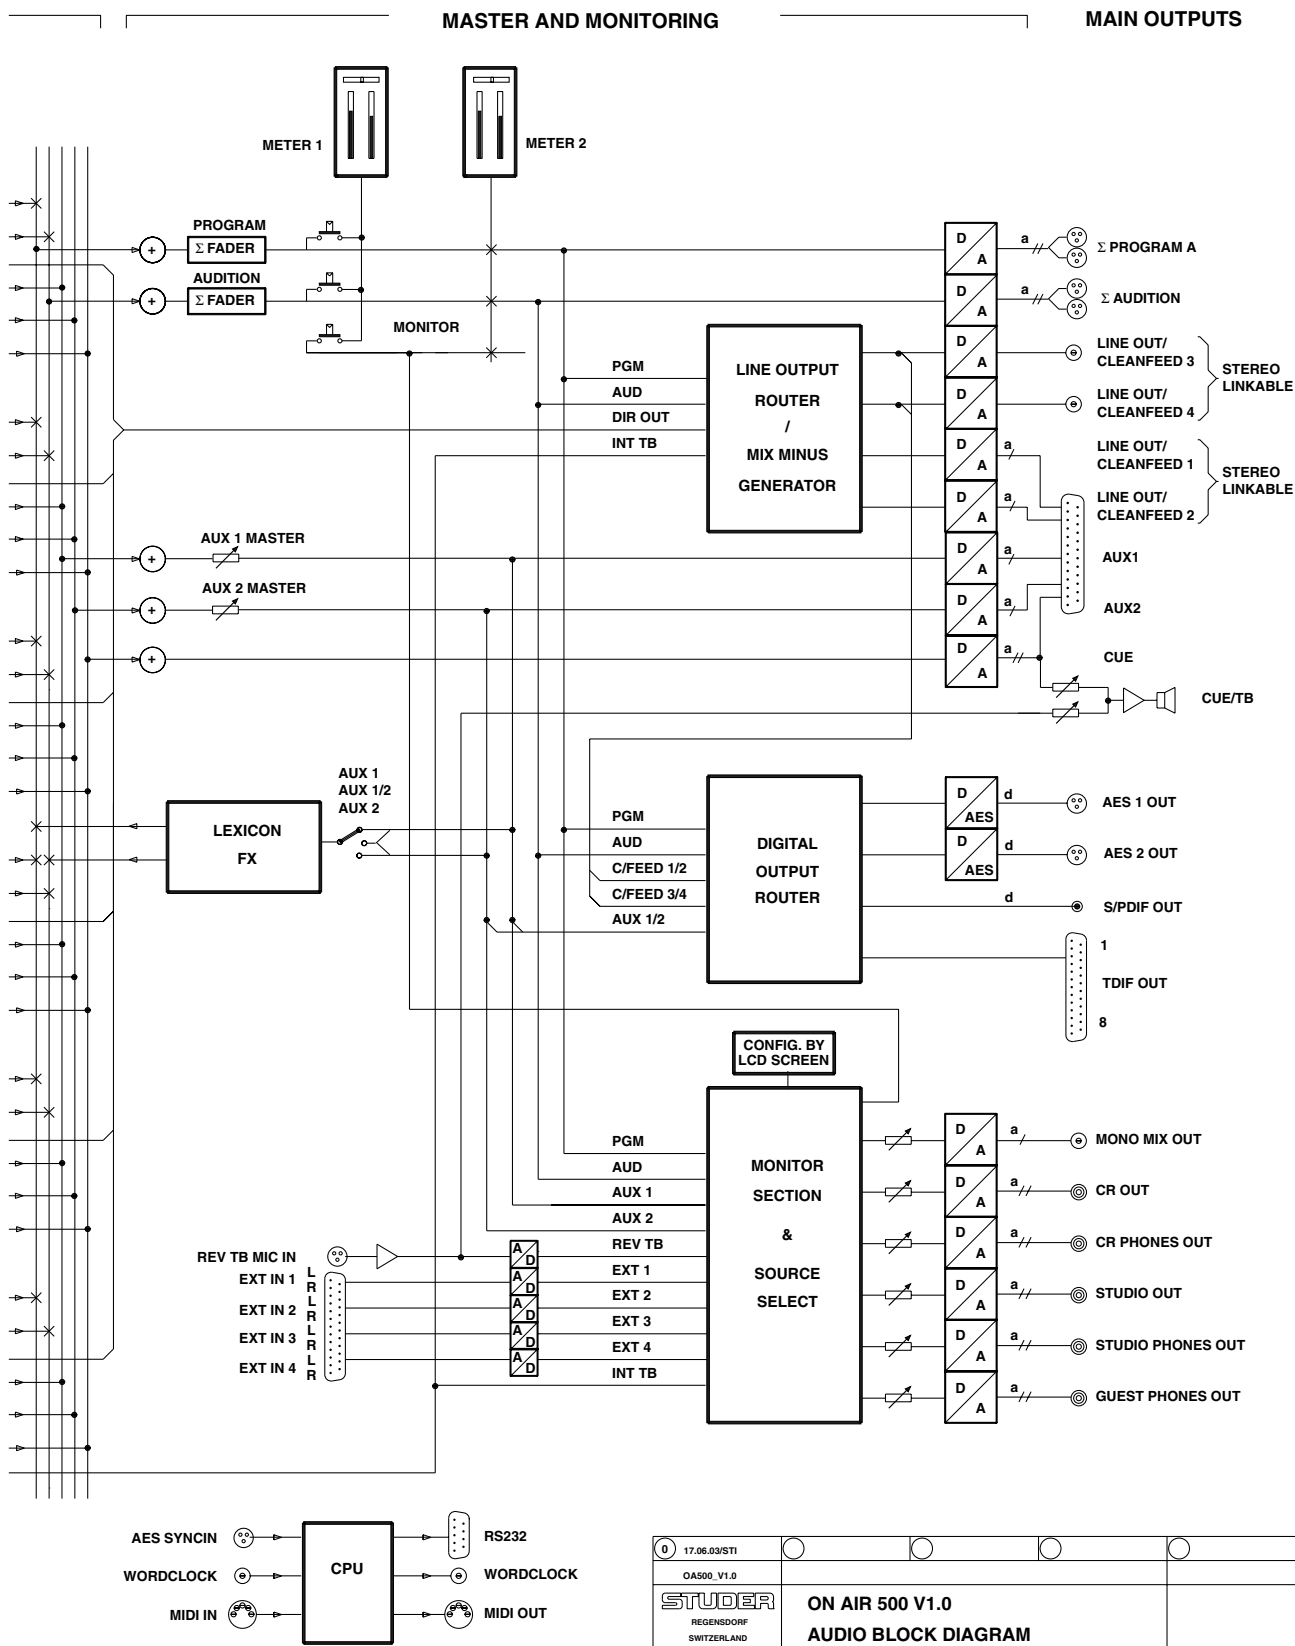 MASTER AND MONITORING
MAIN OUTPUTS
METER 1
METER 2
PROGRAM
+
Σ FADER
AUDITION
+
Σ FADER
MONITOR
D
A
a
Σ PROGRAM A
D
A
a
Σ AUDITION
PGM
AUD
DIR OUT
INT TB
LINE OUTPUT
ROUTER
/
MIX MINUS
GENERATOR
D
A
LINE OUT/
CLEANFEED 3
D
A
LINE OUT/
CLEANFEED 4
STEREO
LINKABLE
D
A
a
LINE OUT/
CLEANFEED 1
D
A
a
LINE OUT/
CLEANFEED 2
STEREO
LINKABLE
AUX 1 MASTER
+
D
A
a
AUX1
AUX 2 MASTER
+
D
A
a
AUX2
+
D
A
a
CUE
CUE/TB
AUX 1
AUX 1/2
AUX 2
LEXICON
FX
PGM
AUD
C/FEED 1/2
C/FEED 3/4
AUX 1/2
DIGITAL
OUTPUT
ROUTER
D
AES
d
AES 1 OUT
D
AES
d
AES 2 OUT
d
S/PDIF OUT
1
TDIF OUT
8
CONFIG. BY
LCD SCREEN
PGM
AUD
AUX 1
AUX 2
REV TB
EXT 1
EXT 2
EXT 3
EXT 4
INT TB
MONITOR
SECTION
&
SOURCE
SELECT
REV TB MIC IN
A
D
EXT IN 1
L
R
A
D
EXT IN 2
L
R
A
D
EXT IN 3
L
R
A
D
EXT IN 4
L
R
A
D
D
A
a
MONO MIX OUT
D
A
a
CR OUT
D
A
a
CR PHONES OUT
D
A
a
STUDIO OUT
D
A
a
STUDIO PHONES OUT
D
A
a
GUEST PHONES OUT
AES SYNCIN
WORDCLOCK
MIDI IN
CPU
RS232
WORDCLOCK
MIDI OUT
0 17.06.03/STI
OA500_V1.0
STUDER
REGENSDORF
SWITZERLAND
ON AIR 500 V1.0
AUDIO BLOCK DIAGRAM